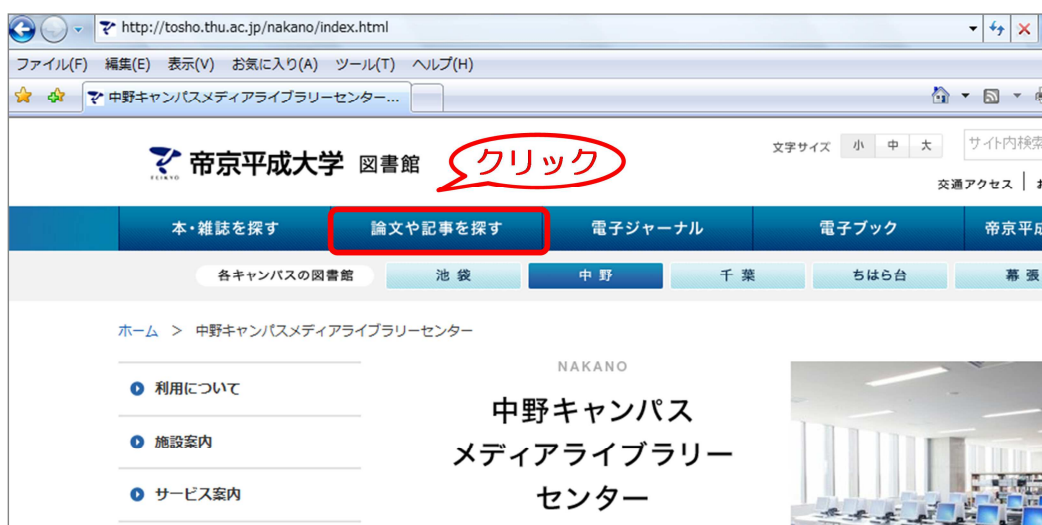 http://tosho.thu.ac.jp/nakano/index.html
ファイル(F) 編集(E) 表示(V) お気に入り(A) ツール(T) ヘルプ(H)
中野キャンパスメディアライブラリーセンター...
帝京平成大学 図書館
TEIKYO
クリック
文字サイズ 小 中 大
サイト内検索
交通アクセス
本・雑誌を探す 論文や記事を探す 電子ジャーナル 電子ブック 帝京平成
各キャンパスの図書館 池袋 中野 千葉 ちはら台 幕張
ホーム > 中野キャンパスメディアライブラリーセンター
利用について
施設案内
サービス案内
NAKANO
中野キャンパス
メディアライブラリー
センター